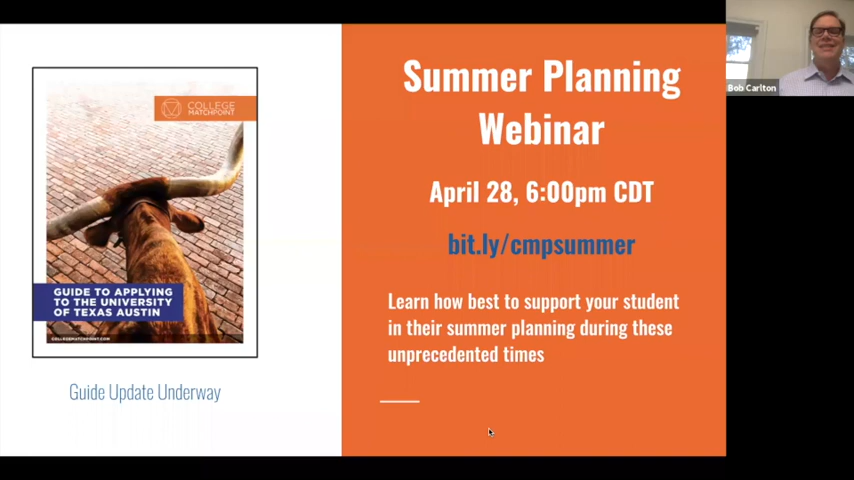 COLLEGE
MATCHPOINT
GUIDE TO APPLYING
TO THE UNIVERSITY
OF TEXAS AUSTIN
COLLEGEMATCHPOINT.COM
Guide Update Underway
Summer Planning
Webinar
April 28, 6:00pm CDT
bit.ly/cmpsummer
Learn how best to support your student
in their summer planning during these
unprecedented times
Bob Carlton